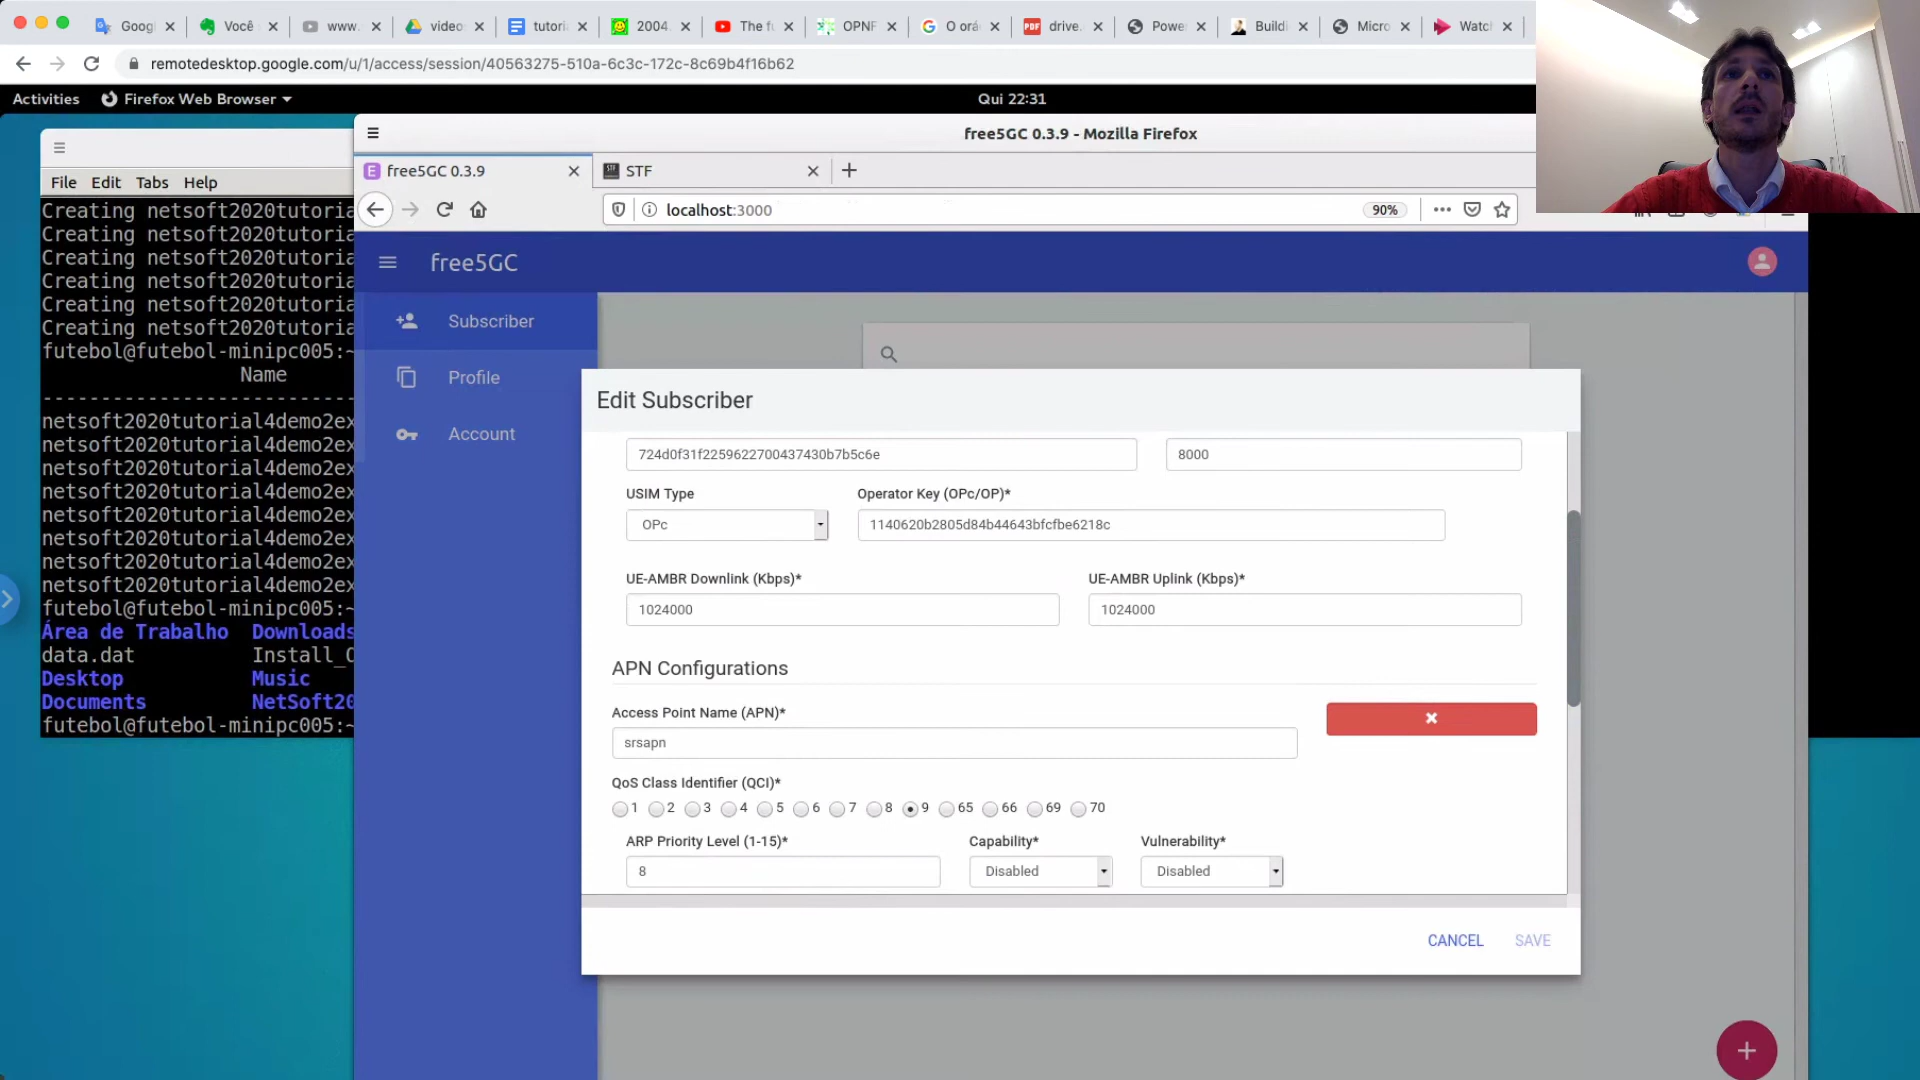 Googl
Você
www.
video
tutori
2004
The fu
OPNF
O orá
drive.
Power
Buildi
Micro
Watch
remotedesktop.google.com/u/1/access/session/40563275-510a-6c3c-172c-8c69b4f16b62
Activities Firefox Web Browser Qui 22:31
free5GC 0.3.9 - Mozilla Firefox
free5GC 0.3.9
STF
localhost:3000 90%
File Edit Tabs Help
Creating netsoft2020tutoria
Creating netsoft2020tutoria
Creating netsoft2020tutoria
Creating netsoft2020tutoria
Creating netsoft2020tutoria
Creating netsoft2020tutoria
futebol@futebol-minipc005:~
Name
---------------------------
netsoft2020tutorial4demo2ex
netsoft2020tutorial4demo2ex
netsoft2020tutorial4demo2ex
netsoft2020tutorial4demo2ex
netsoft2020tutorial4demo2ex
netsoft2020tutorial4demo2ex
netsoft2020tutorial4demo2ex
netsoft2020tutorial4demo2ex
futebol@futebol-minipc005:~
Área de Trabalho Downloads
data.dat Install_O
Desktop Music
Documents NetSoft20
futebol@futebol-minipc005:~
free5GC
Subscriber
Profile
Account
Edit Subscriber
724d0f31f2259622700437430b7b5c6e 8000
USIM Type Operator Key (OPc/OP)*
OPc 1140620b2805d84b44643bfcfbe6218c
UE-AMBR Downlink (Kbps)* UE-AMBR Uplink (Kbps)*
1024000 1024000
APN Configurations
Access Point Name (APN)*
srsapn
QoS Class Identifier (QCI)*
1 2 3 4 5 6 7 8 9 65 66 69 70
ARP Priority Level (1-15)* Capability* Vulnerability*
8 Disabled Disabled
CANCEL SAVE